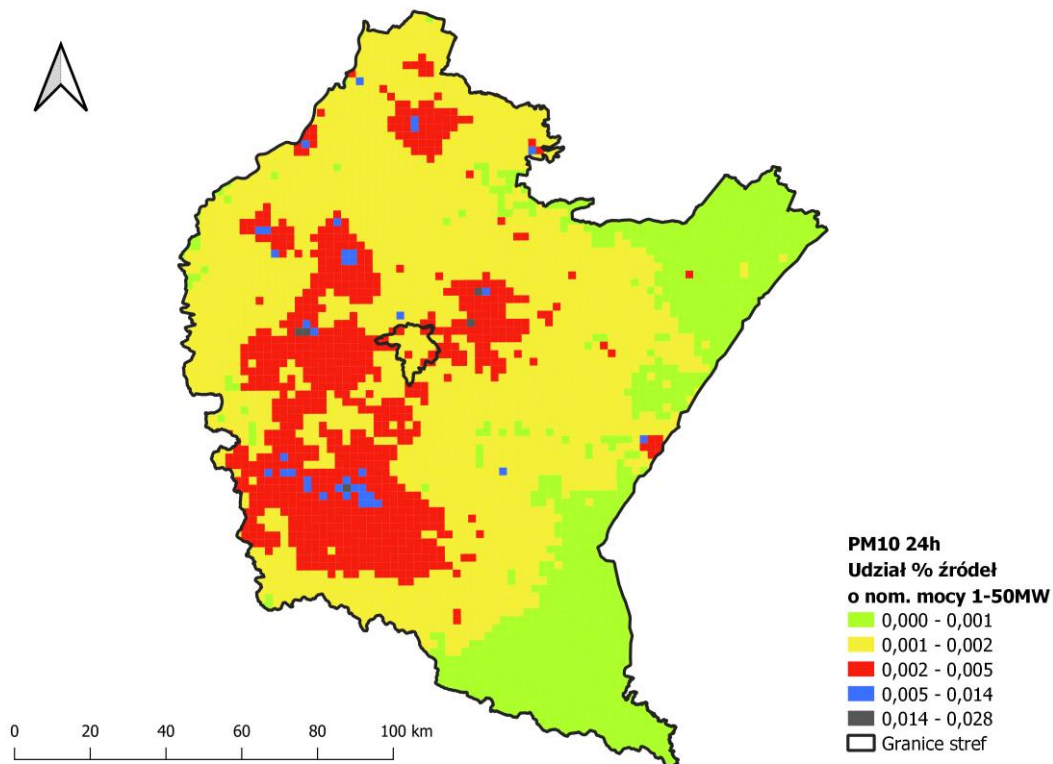 PM10 24h
Udział % źródeł
o nom. mocy 1-50MW
0,000 - 0,001
0,001 - 0,002
0,002 - 0,005
0,005 - 0,014
0,014 - 0,028
Granice stref
0 20 40 60 80 100 km